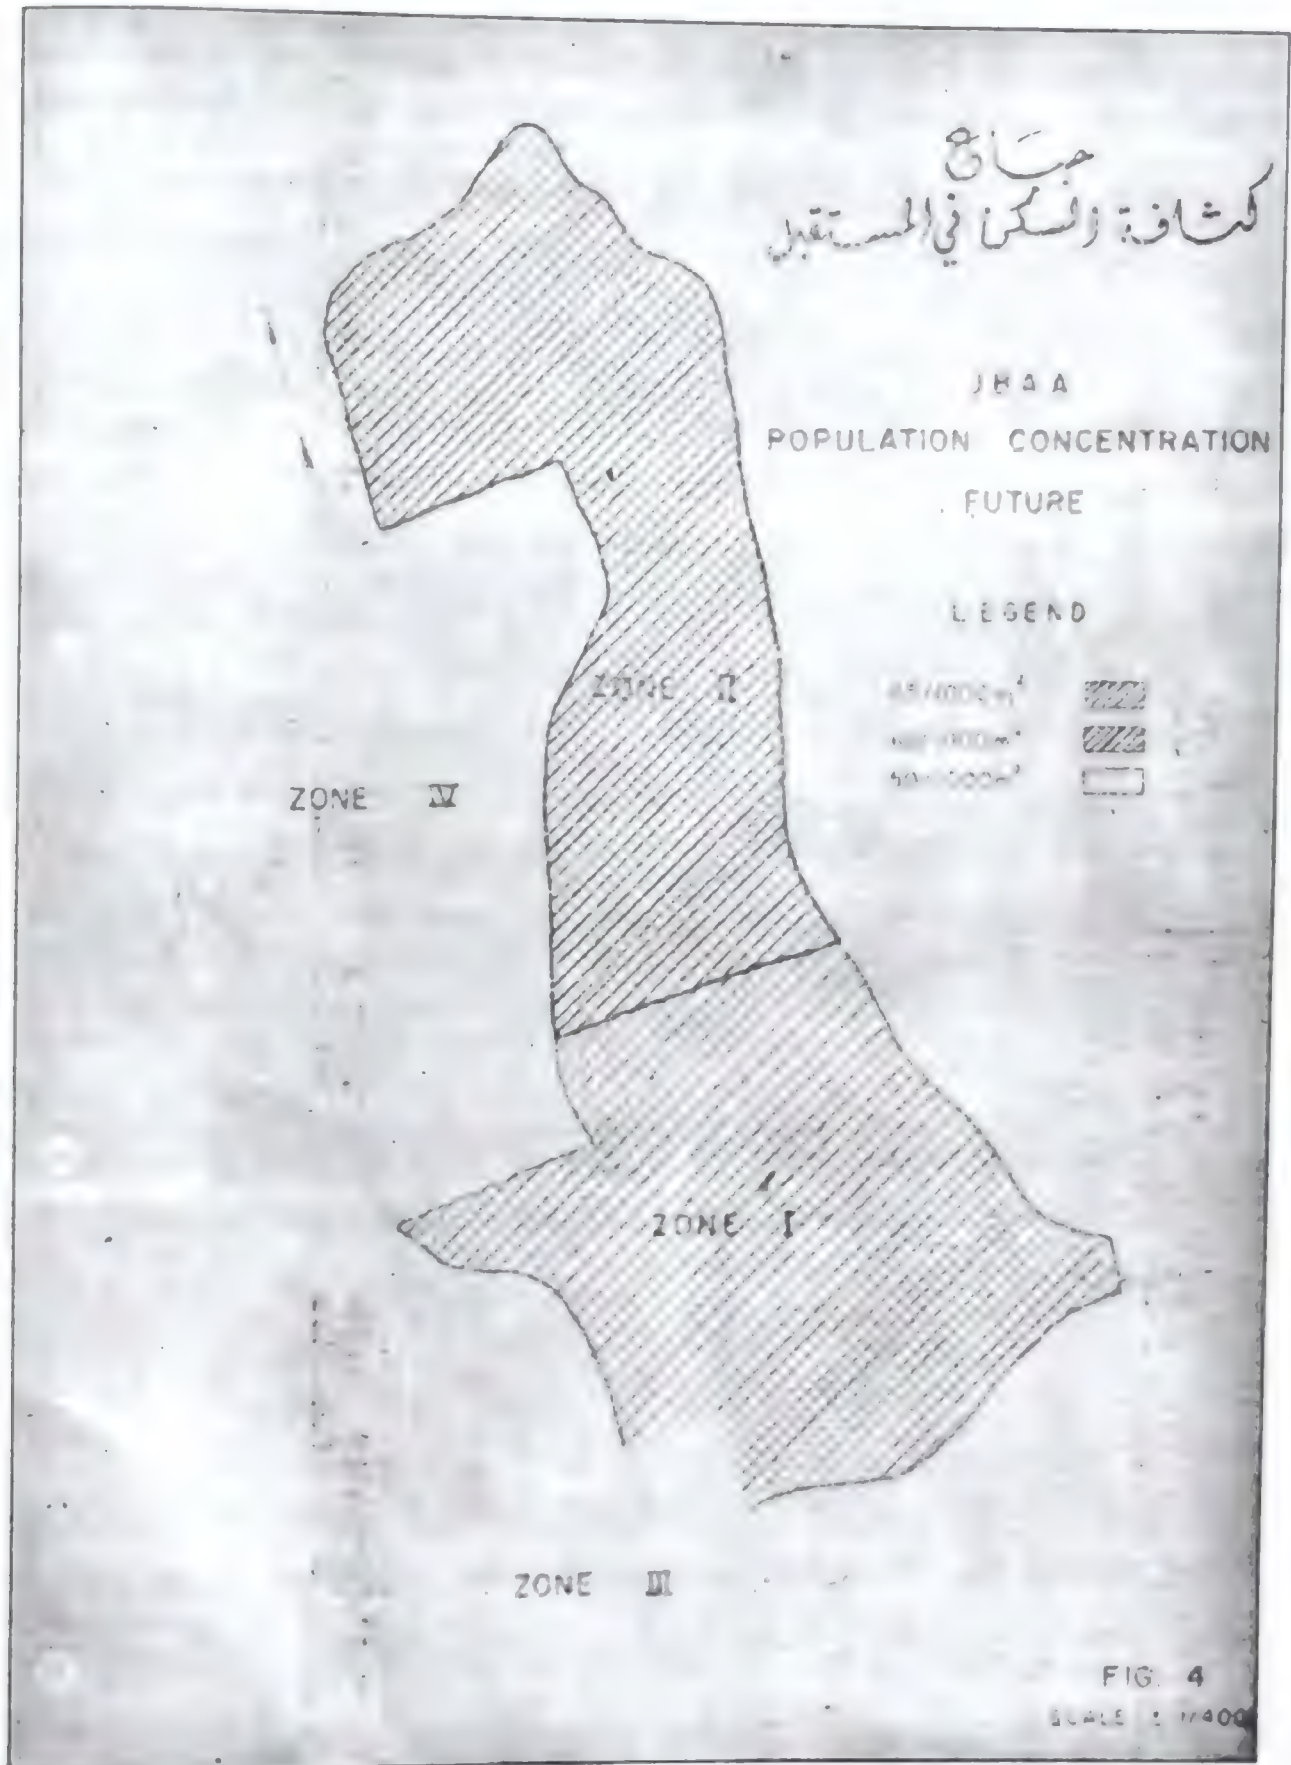 جباع
كثافة السكن في المستقبل
JBAA
POPULATION CONCENTRATION
FUTURE
LEGEND
ZONE II
ZONE IV
ZONE I
ZONE III
FIG. 4
SCALE